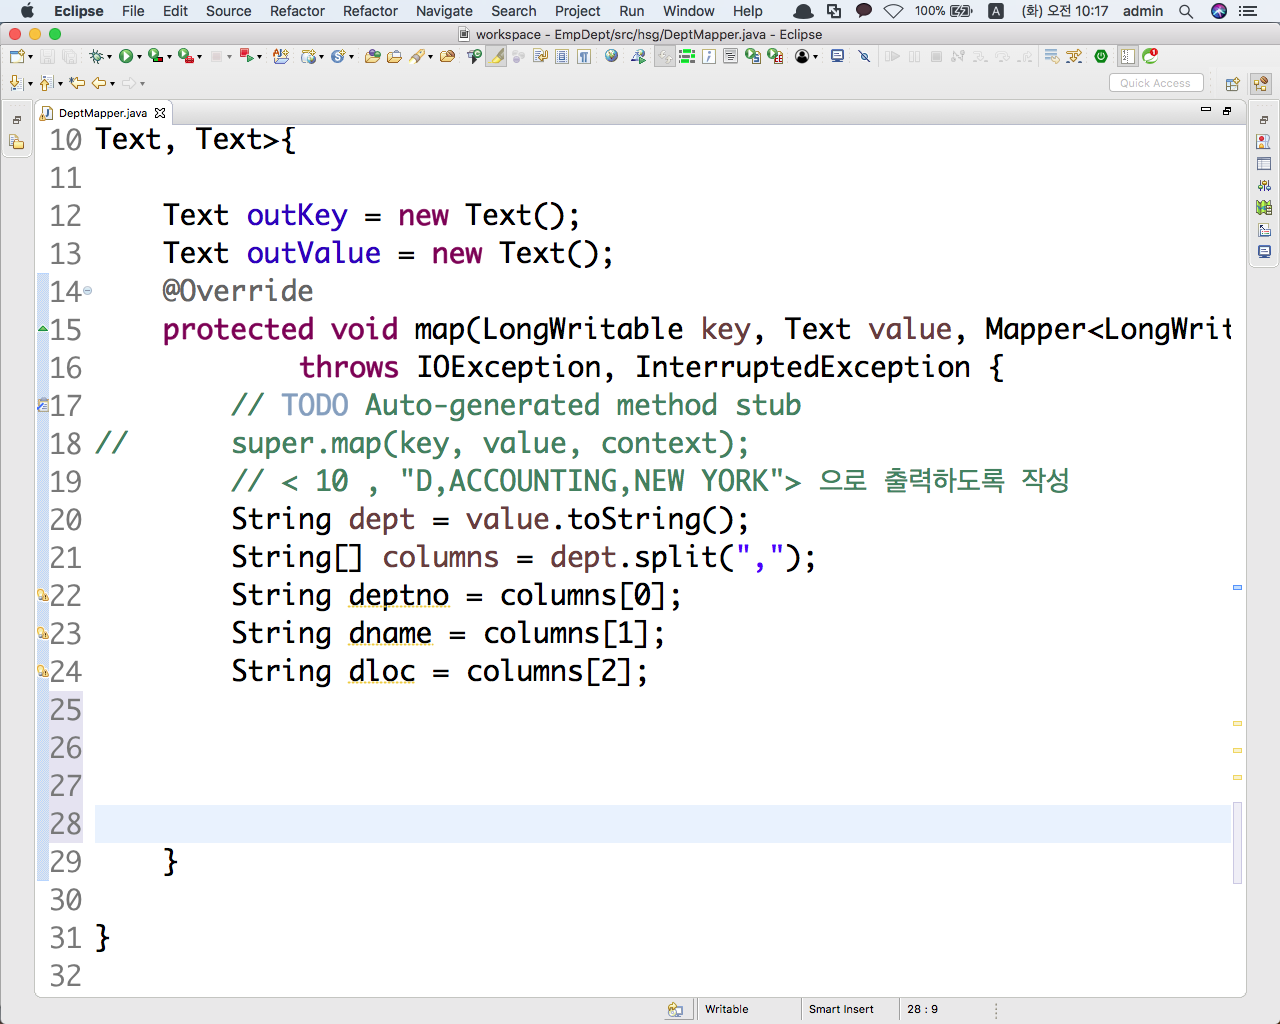 Eclipse File Edit Source Refactor Refactor Navigate Search Project Run Window Help 100% A (화) 오전 10:17 admin
workspace - EmpDept/src/hsg/DeptMapper.java - Eclipse
Quick Access
DeptMapper.java
10 Text, Text>{
11
12 Text outKey = new Text();
13 Text outValue = new Text();
14 @Override
15 protected void map(LongWritable key, Text value, Mapper<LongWrit
16 throws IOException, InterruptedException {
17 // TODO Auto-generated method stub
18 // super.map(key, value, context);
19 // < 10 , "D,ACCOUNTING,NEW YORK"> 으로 출력하도록 작성
20 String dept = value.toString();
21 String[] columns = dept.split(",");
22 String deptno = columns[0];
23 String dname = columns[1];
24 String dloc = columns[2];
25
26
27
28
29 }
30
31 }
32
Writable Smart Insert 28 : 9